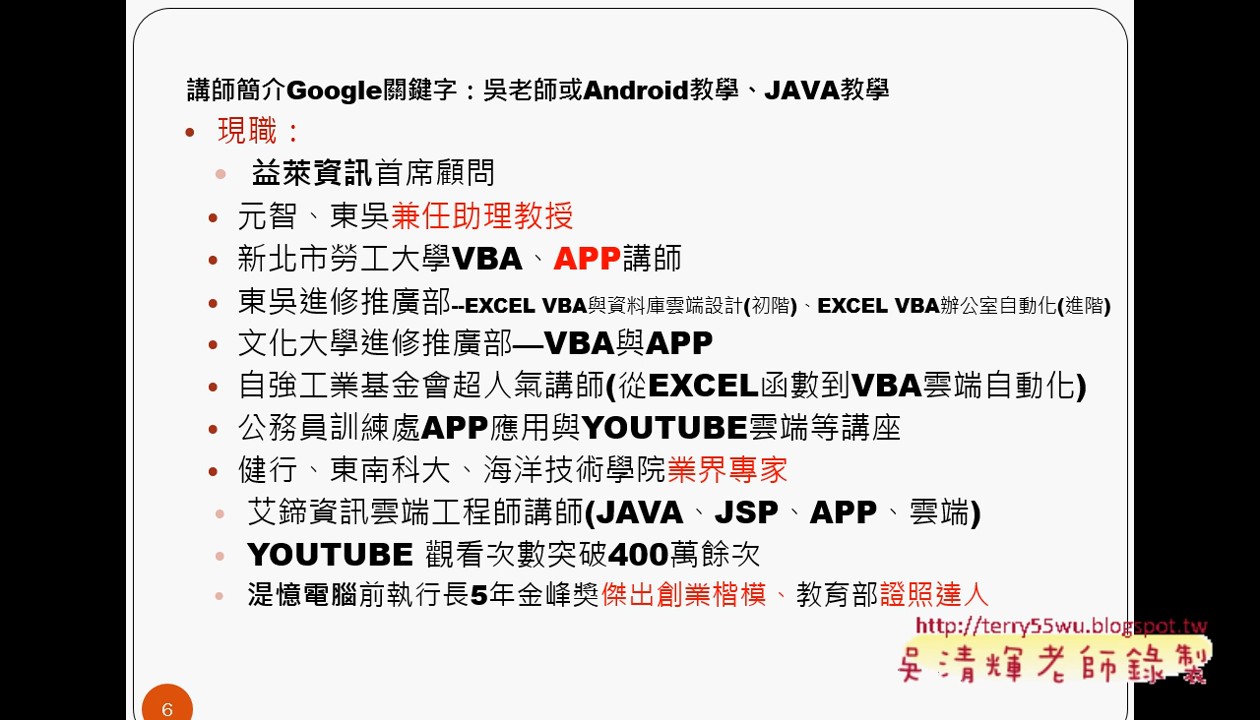 講師簡介Google關鍵字：吳老師或Android教學、JAVA教學
• 現職：
• 益萊資訊首席顧問
• 元智、東吳兼任助理教授
• 新北市勞工大學VBA、APP講師
• 東吳進修推廣部--EXCEL VBA與資料庫雲端設計(初階)、EXCEL VBA辦公室自動化(進階)
• 文化大學進修推廣部—VBA與APP
• 自強工業基金會超人氣講師(從EXCEL函數到VBA雲端自動化)
• 公務員訓練處APP應用與YOUTUBE雲端等講座
• 健行、東南科大、海洋技術學院業界專家
• 艾鍗資訊雲端工程師講師(JAVA、JSP、APP、雲端)
• YOUTUBE 觀看次數突破400萬餘次
• 湜憶電腦前執行長5年金峰獎傑出創業楷模、教育部證照達人
http://terry55wu.blogspot.tw
吳清輝老師錄製
6